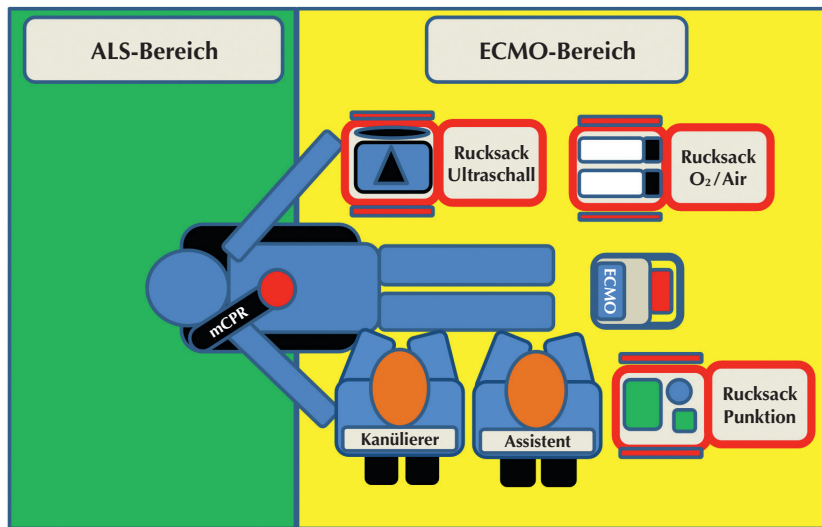 ALS-Bereich
ECMO-Bereich
Rucksack
Ultraschall
Rucksack
O₂/Air
mCPR
ECMO
Kanülierer
Assistent
Rucksack
Punktion